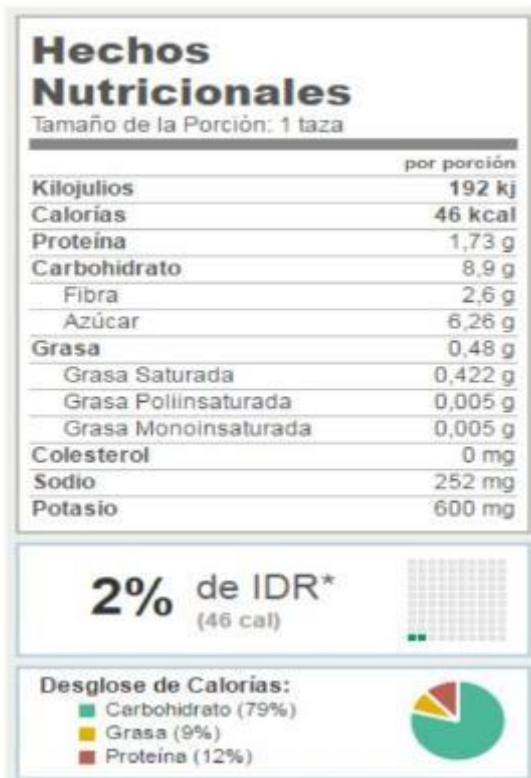 Hechos
Nutricionales
Tamaño de la Porción: 1 taza
por porción
Kilojulios 192 kj
Calorías 46 kcal
Proteína 1,73 g
Carbohidrato 8,9 g
Fibra 2,6 g
Azúcar 6,26 g
Grasa 0,48 g
Grasa Saturada 0,422 g
Grasa Poliinsaturada 0,005 g
Grasa Monoinsaturada 0,005 g
Colesterol 0 mg
Sodio 252 mg
Potasio 600 mg
2% de IDR*
(46 cal)
Desglose de Calorías:
Carbohidrato (79%)
Grasa (9%)
Proteína (12%)